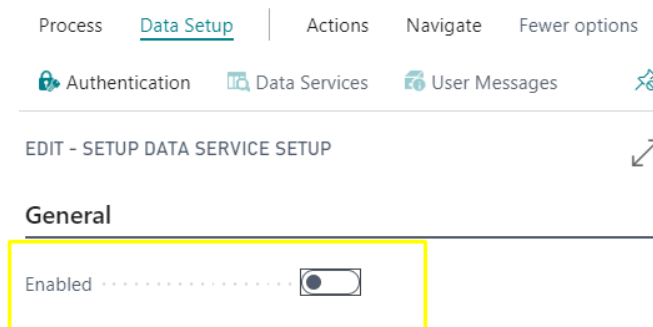 Process Data Setup Actions Navigate Fewer options
Authentication Data Services User Messages
EDIT - SETUP DATA SERVICE SETUP
General
Enabled